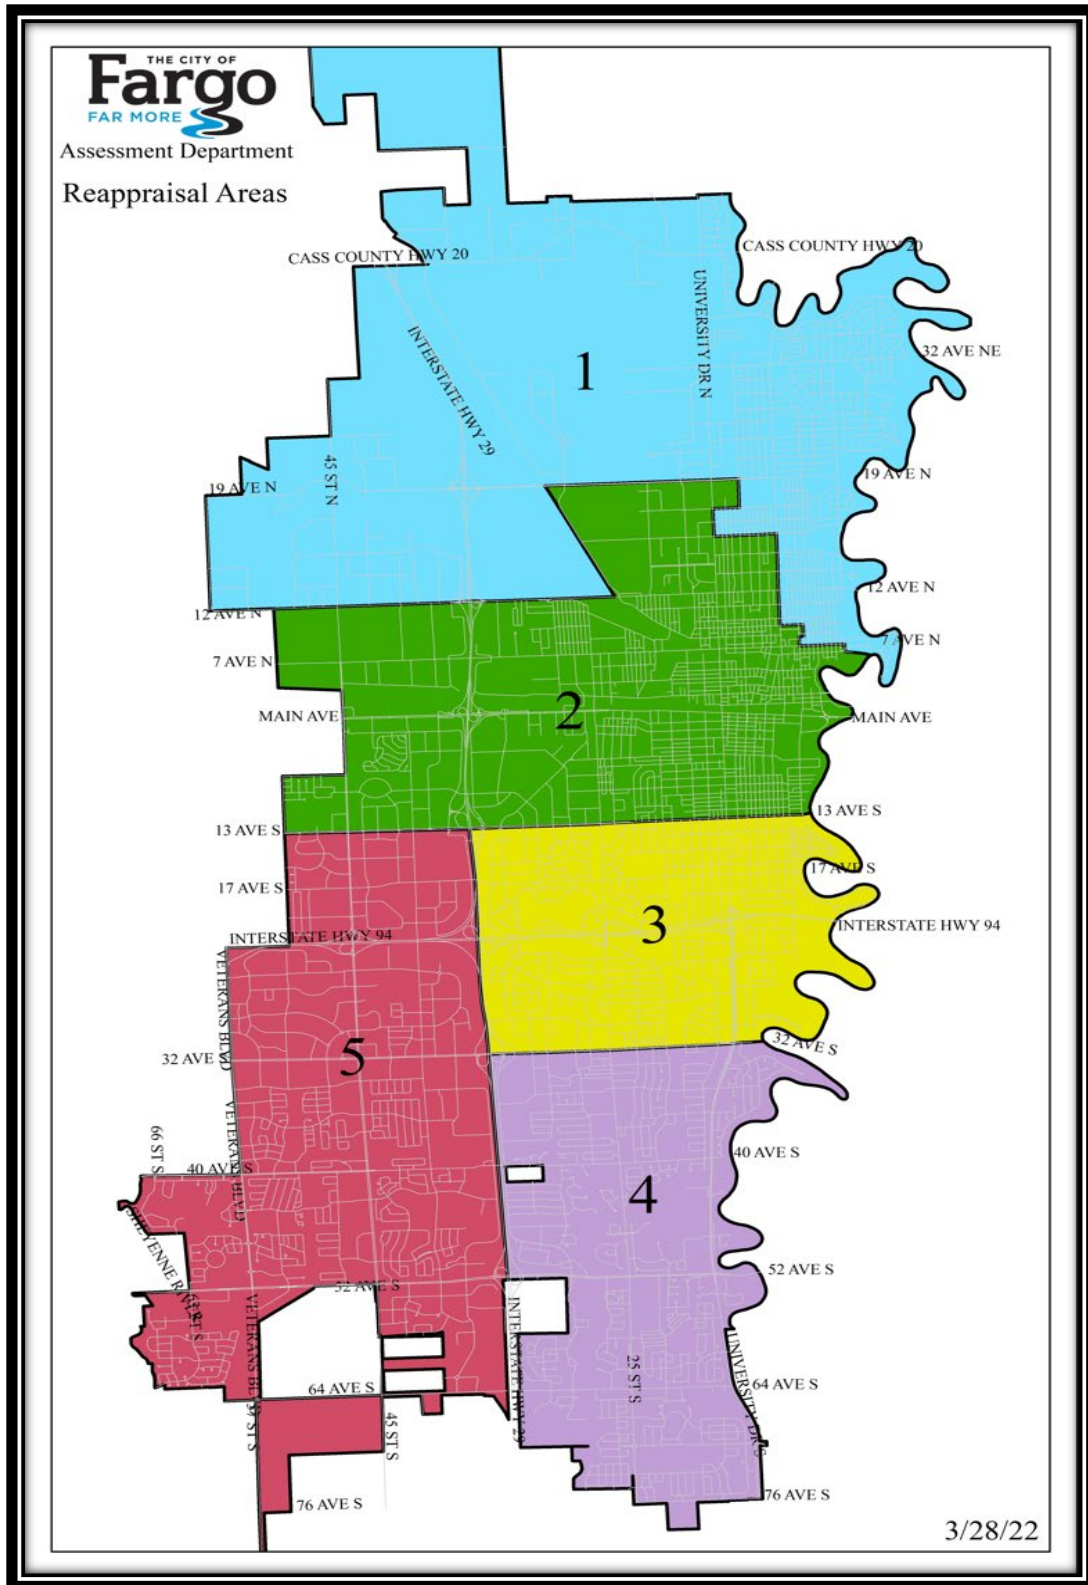 THE CITY OF
Fargo
FAR MORE
Assessment Department
Reappraisal Areas
CASS COUNTY HWY 20
CASS COUNTY HWY 20
UNIVERSITY DR N
INTERSTATE HWY 29
32 AVE NE
1
45 ST N
19 AVE N
19 AVE N
12 AVE N
12 AVE N
7 AVE N
7 AVE N
MAIN AVE
2
MAIN AVE
13 AVE S
13 AVE S
17 AVE S
17 AVE S
3
INTERSTATE HWY 94
INTERSTATE HWY 94
VETERANS BLVD
32 AVE S
5
32 AVE S
VETERANS BLVD
66 ST S
40 AVE S
40 AVE S
4
SHEYENNE RIVER
52 AVE S
52 AVE S
VETERANS BLVD
INTERSTATE HWY 29
UNIVERSITY DR S
25 ST S
64 AVE S
64 AVE S
45 ST S
76 AVE S
76 AVE S
3/28/22